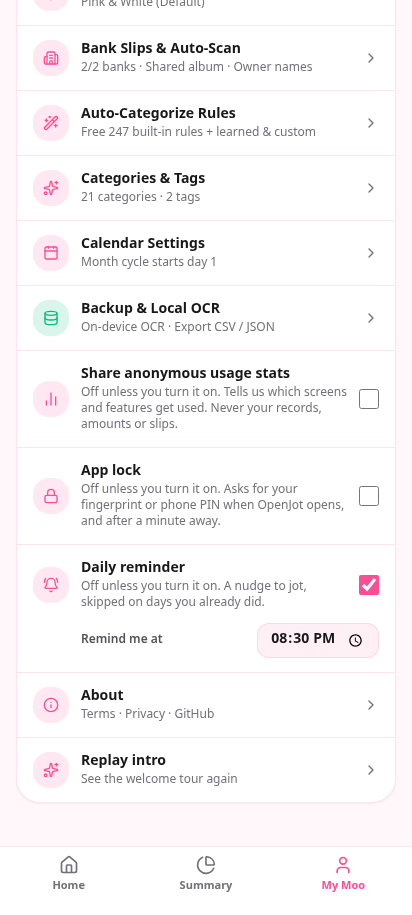 Pink & White (Default)
Bank Slips & Auto-Scan
2/2 banks · Shared album · Owner names
Auto-Categorize Rules
Free 247 built-in rules + learned & custom
Categories & Tags
21 categories · 2 tags
Calendar Settings
Month cycle starts day 1
Backup & Local OCR
On-device OCR · Export CSV / JSON
Share anonymous usage stats
Off unless you turn it on. Tells us which screens
and features get used. Never your records,
amounts or slips.
App lock
Off unless you turn it on. Asks for your
fingerprint or phone PIN when OpenJot opens,
and after a minute away.
Daily reminder
Off unless you turn it on. A nudge to jot,
skipped on days you already did.
Remind me at
08:30 PM
About
Terms · Privacy · GitHub
Replay intro
See the welcome tour again
Home
Summary
My Moo